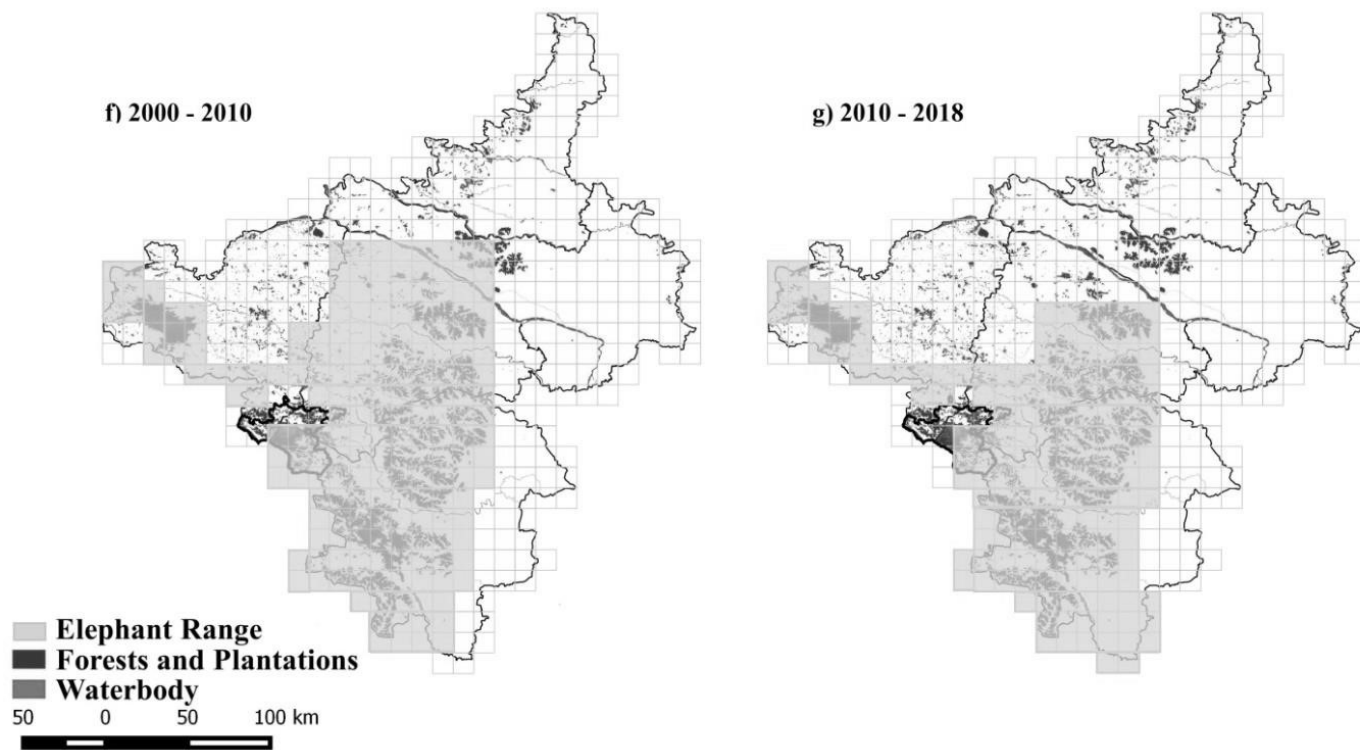 f) 2000 - 2010
g) 2010 - 2018
Elephant Range
Forests and Plantations
Waterbody
50 0 50 100 km